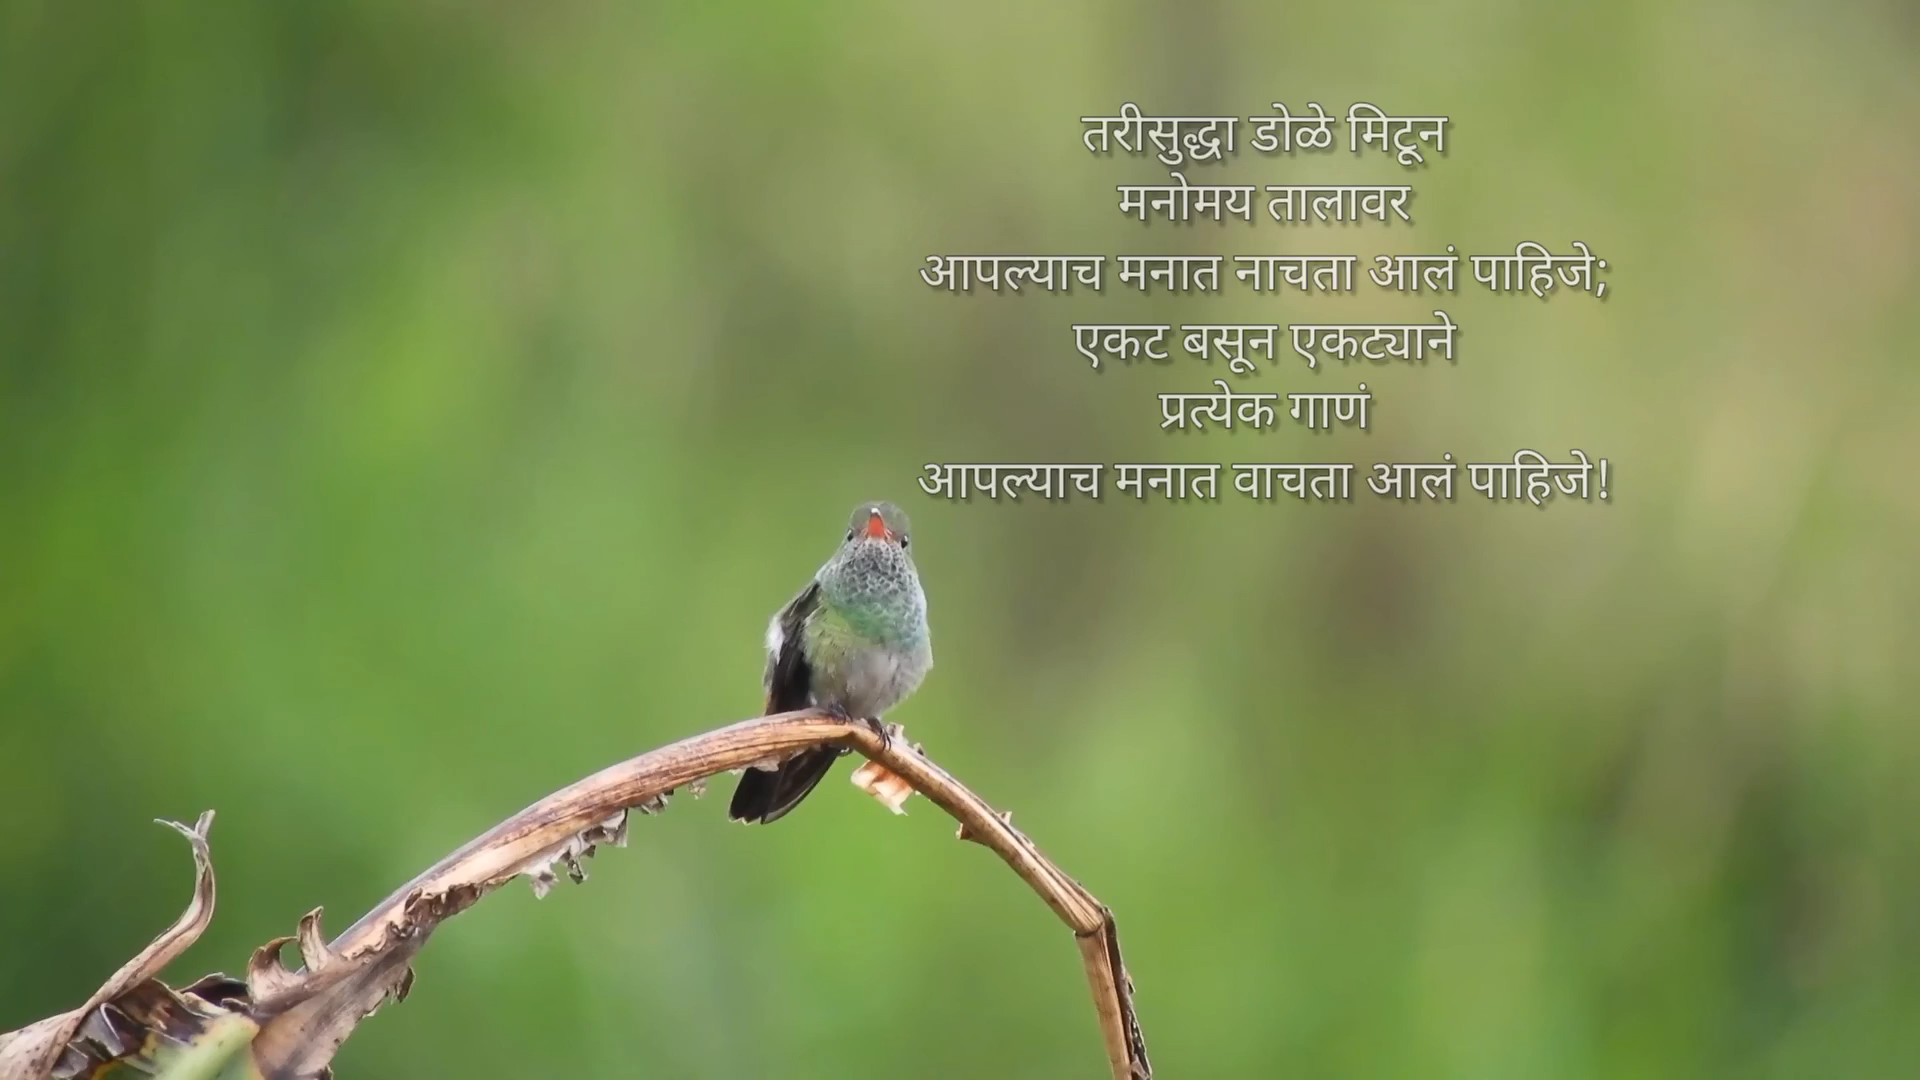 तरीसुद्धा डोळे मिटून
मनोमय तालावर
आपल्याच मनात नाचता आलं पाहिजे;
एकट बसून एकट्याने
प्रत्येक गाणं
आपल्याच मनात वाचता आलं पाहिजे!